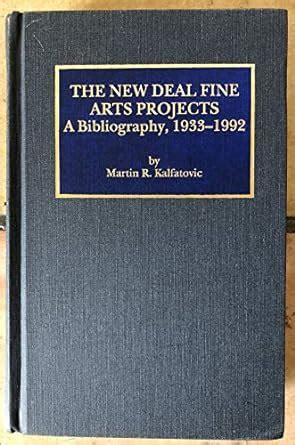 THE NEW DEAL FINE
ARTS PROJECTS
A Bibliography, 1933–1992
by
Martin R. Kalfatovic